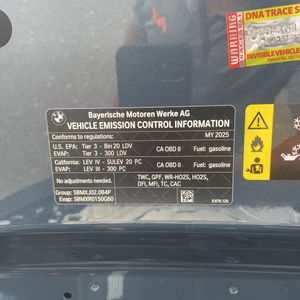 DNA TRACE S
WARNING
INVISIBLE VEHICLE
BMW
Bayerische Motoren Werke AG
VEHICLE EMISSION CONTROL INFORMATION
Conforms to regulations: MY 2025
U.S. EPA: Tier 3 - Bin 20 LDV CA OBD II Fuel: gasoline
EVAP: Tier 3 - 300 LDV
California: LEV IV - SULEV 20 PC CA OBD II Fuel: gasoline
EVAP: LEV III - 300 PC
Group: SBMXJ02.0B4P
Evap: SBMXR0150G60
TWC, GPF, WR-HO2S, HO2S,
DFI, MFI, TC, CAC